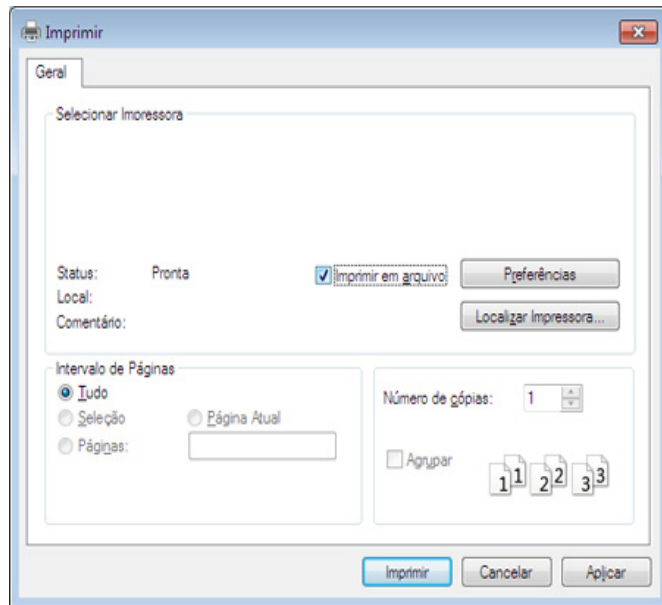 Imprimir
Geral
Selecionar Impressora
Status: Pronta
Imprimir em arquivo
Preferências
Local:
Localizar Impressora...
Comentário:
Intervalo de Páginas
Tudo
Seleção
Página Atual
Páginas:
Número de cópias: 1
Agrupar
1 1 2 2 3 3
Imprimir
Cancelar
Aplicar